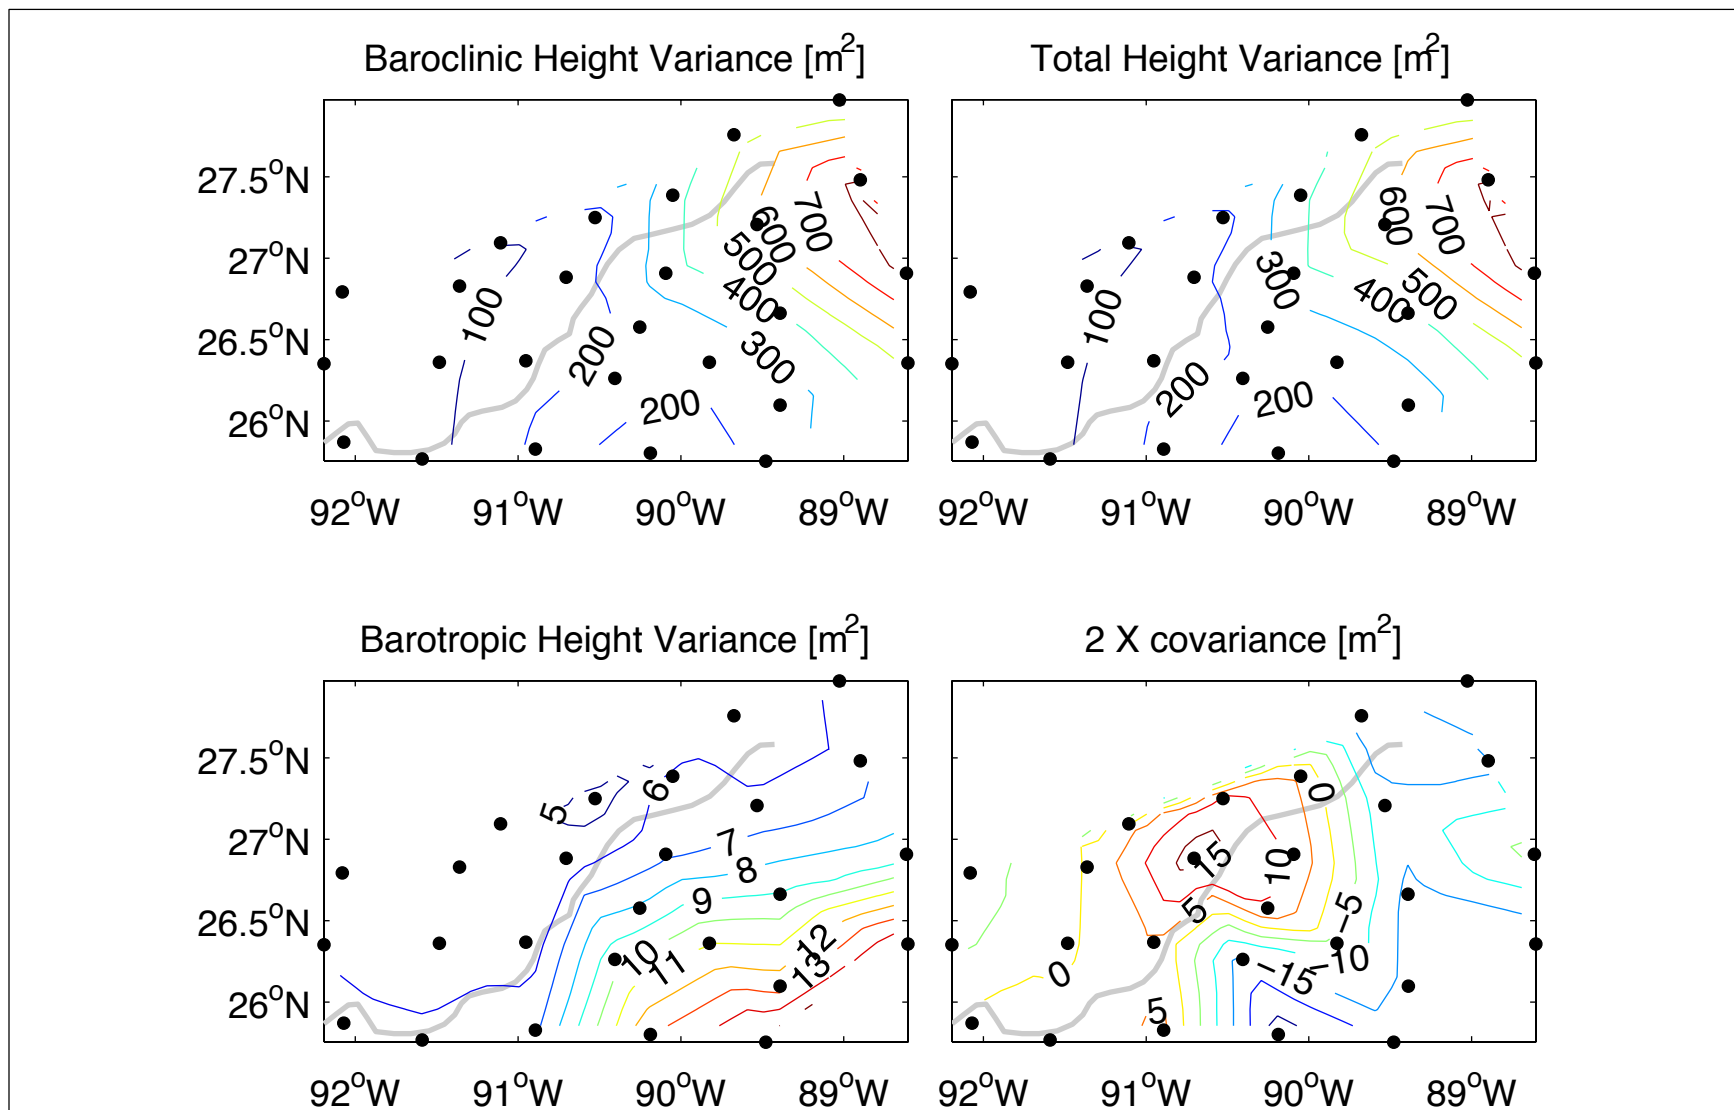 Baroclinic Height Variance [m²]
Total Height Variance [m²]
27.5°N
27°N
26.5°N
26°N
100
200
200
300
400
500
600
700
100
200
200
300
400
500
600
700
92°W
91°W
90°W
89°W
92°W
91°W
90°W
89°W
Barotropic Height Variance [m²]
2 X covariance [m²]
27.5°N
27°N
26.5°N
26°N
5
6
7
8
9
10
11
12
13
0
15
10
5
−5
−10
−15
0
5
92°W
91°W
90°W
89°W
92°W
91°W
90°W
89°W